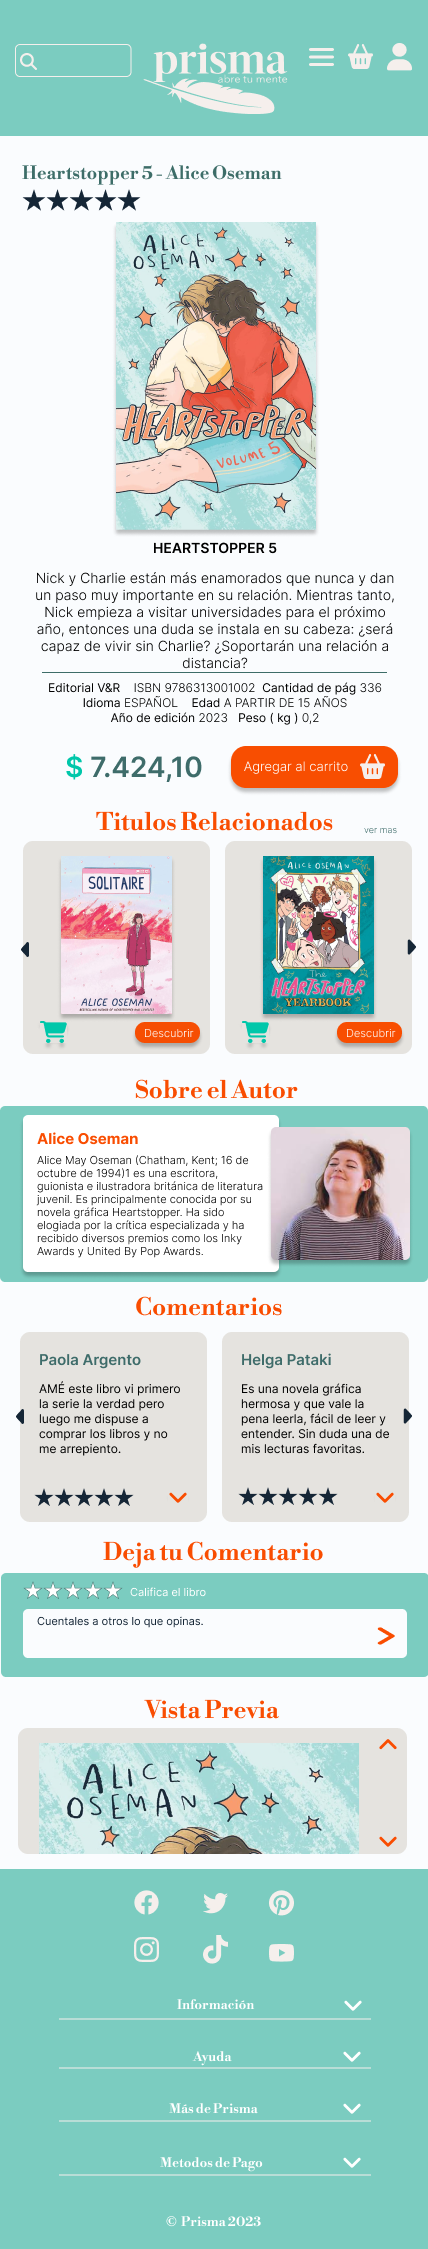 prisma
abre tu mente
Heartstopper 5 - Alice Oseman
ALICE
OSEMAN
HEARTSTOPPER
VOLUME 5
HEARTSTOPPER 5
Nick y Charlie están más enamorados que nunca y dan
un paso muy importante en su relación. Mientras tanto,
Nick empieza a visitar universidades para el próximo
año, entonces una duda se instala en su cabeza: ¿será
capaz de vivir sin Charlie? ¿Soportarán una relación a
distancia?
Editorial V&R ISBN 9786313001002 Cantidad de pág 336
Idioma ESPAÑOL Edad A PARTIR DE 15 AÑOS
Año de edición 2023 Peso ( kg ) 0,2
$ 7.424,10
Agregar al carrito
Titulos Relacionados
ver mas
SOLITAIRE
ALICE OSEMAN
Descubrir
ALICE OSEMAN
The
HEARTSTOPPER
YEARBOOK
Descubrir
Sobre el Autor
Alice Oseman
Alice May Oseman (Chatham, Kent; 16 de
octubre de 1994)1 es una escritora,
guionista e ilustradora británica de literatura
juvenil. Es principalmente conocida por su
novela gráfica Heartstopper. Ha sido
elogiada por la crítica especializada y ha
recibido diversos premios como los Inky
Awards y United By Pop Awards.
Comentarios
Paola Argento
AMÉ este libro vi primero
la serie la verdad pero
luego me dispuse a
comprar los libros y no
me arrepiento.
Helga Pataki
Es una novela gráfica
hermosa y que vale la
pena leerla, fácil de leer y
entender. Sin duda una de
mis lecturas favoritas.
Deja tu Comentario
Califica el libro
Cuentales a otros lo que opinas.
Vista Previa
ALICE
OSEMAN
Información
Ayuda
Más de Prisma
Metodos de Pago
© Prisma 2023